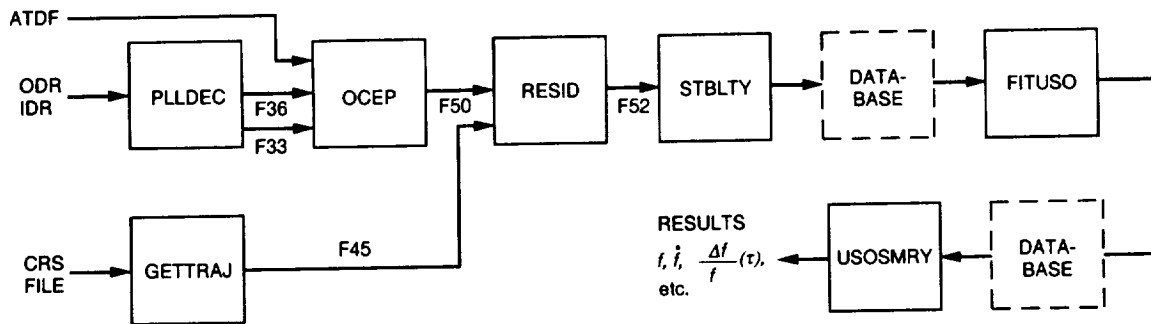 ATDF
ODR
IDR
PLLDEC
F36
F33
OCEP
F50
RESID
F52
STBLTY
DATA-
BASE
FITUSO
CRS
FILE
GETTRAJ
F45
RESULTS
f, ḟ, Δf/f (τ),
etc.
USOSMRY
DATA-
BASE